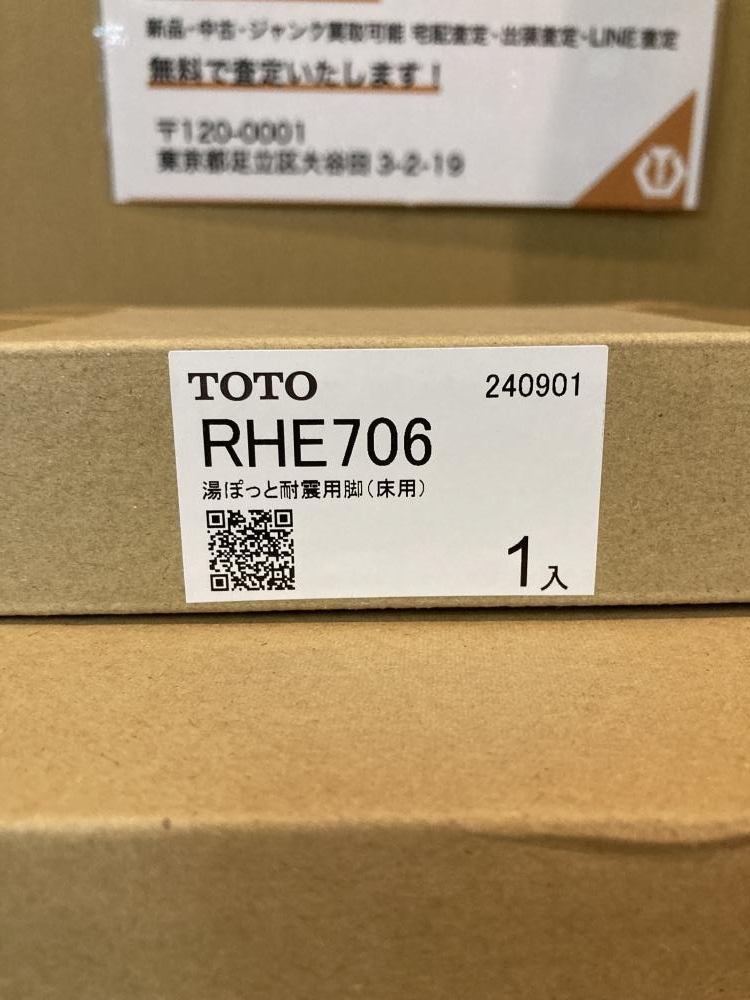 新品・中古・ジャンク買取可能 宅配査定・出張査定・LINE査定
無料で査定いたします！
〒120-0001
東京都足立区大谷田 3-2-19
TOTO
240901
RHE706
湯ぽっと耐震用脚（床用）
1入